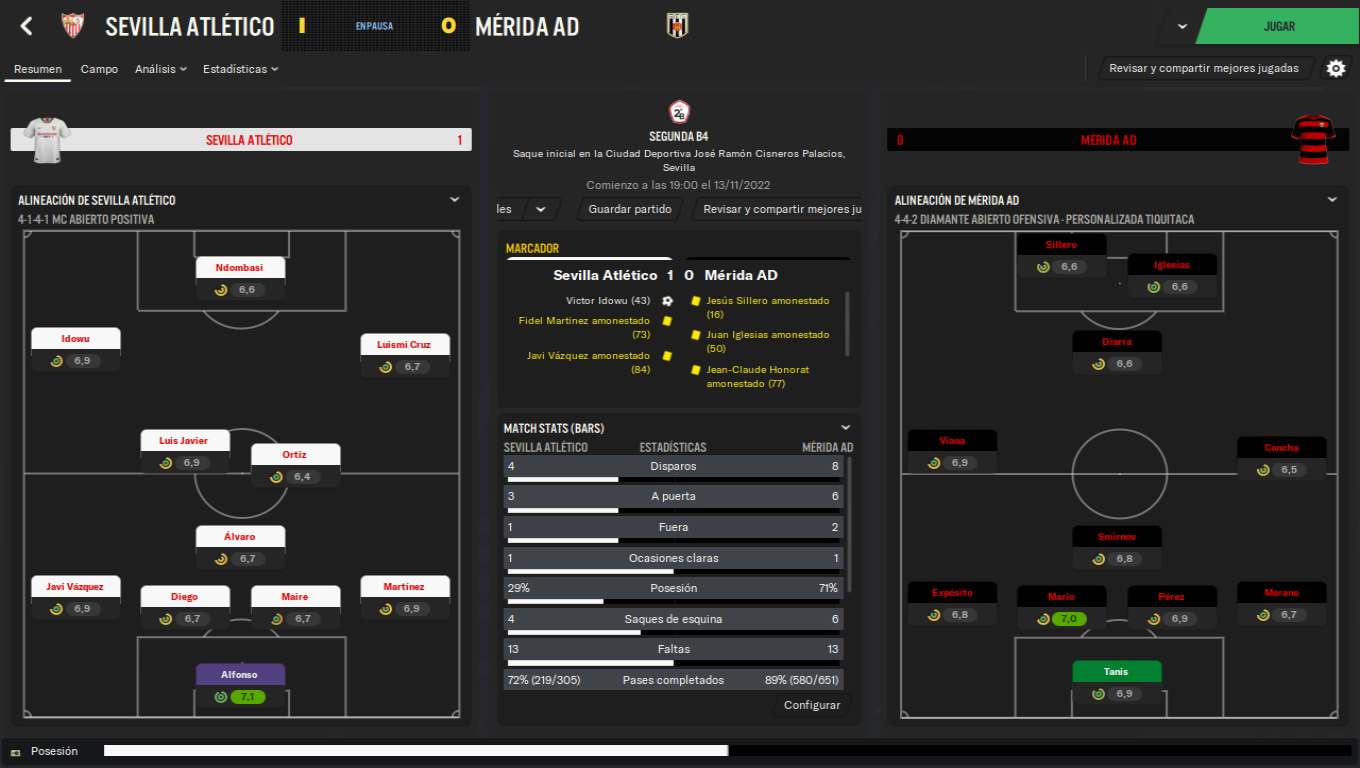 SEVILLA ATLÉTICO
1
EN PAUSA
0
MÉRIDA AD
JUGAR
Resumen
Campo
Análisis
Estadísticas
Revisar y compartir mejores jugadas
SEVILLA ATLÉTICO
1
ALINEACIÓN DE SEVILLA ATLÉTICO
4-1-4-1 MC ABIERTO POSITIVA
Ndombasi
6,6
Idowu
6,9
Luismi Cruz
6,7
Luis Javier
6,9
Ortiz
6,4
Álvaro
6,7
Javi Vázquez
6,9
Diego
6,7
Maire
6,7
Martínez
6,9
Alfonso
7,1
2ªB
SEGUNDA B4
Saque inicial en la Ciudad Deportiva José Ramón Cisneros Palacios,
Sevilla
Comienzo a las 19:00 el 13/11/2022
les
Guardar partido
Revisar y compartir mejores ju
MARCADOR
Sevilla Atlético 1 0 Mérida AD
Victor Idowu (43)
Fidel Martínez amonestado
(73)
Javi Vázquez amonestado
(84)
Jesús Sillero amonestado
(16)
Juan Iglesias amonestado
(50)
Jean-Claude Honorat
amonestado (77)
MATCH STATS (BARS)
SEVILLA ATLÉTICO ESTADÍSTICAS MÉRIDA AD
4 Disparos 8
3 A puerta 6
1 Fuera 2
1 Ocasiones claras 1
29% Posesión 71%
4 Saques de esquina 6
13 Faltas 13
72% (219/305) Pases completados 89% (580/651)
Configurar
0
MÉRIDA AD
ALINEACIÓN DE MÉRIDA AD
4-4-2 DIAMANTE ABIERTO OFENSIVA - PERSONALIZADA TIQUITACA
Sillero
6,6
Iglesias
6,6
Diarra
6,6
Viana
6,9
Concha
6,5
Smirnov
6,8
Expósito
6,8
Mario
7,0
Pérez
6,9
Moreno
6,7
Tanis
6,9
Posesión